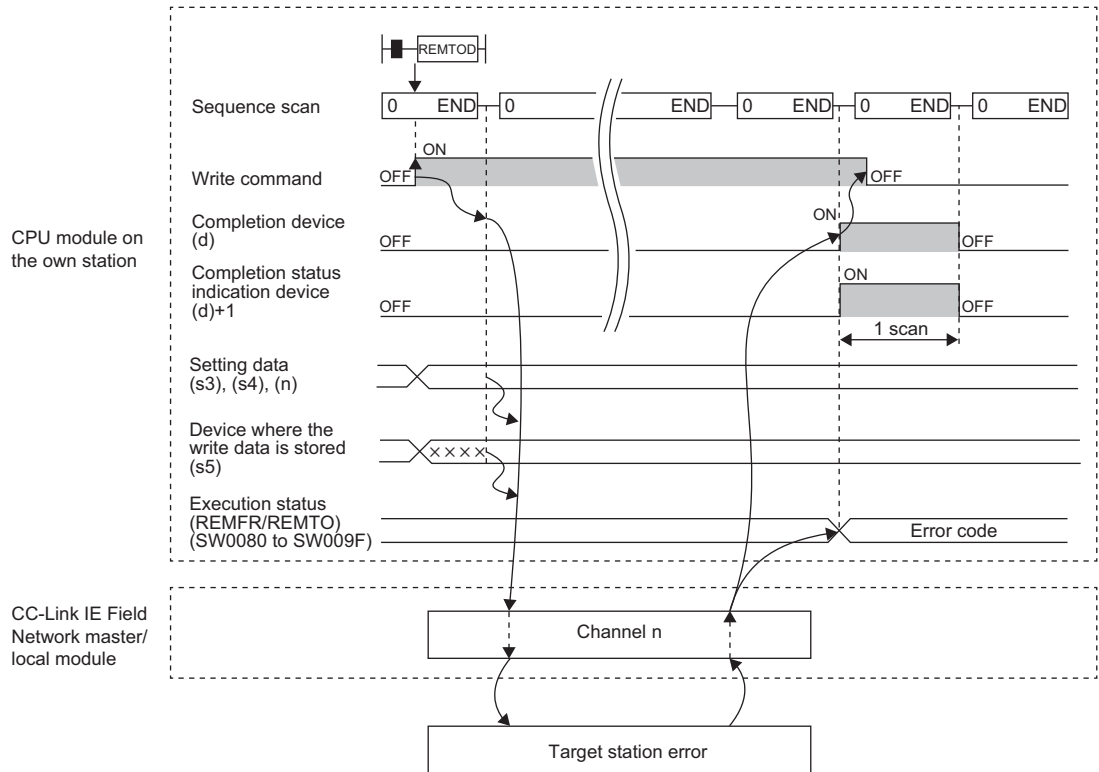 REMTOD
Sequence scan
0 END 0 END 0 END 0 END 0 END
ON
Write command
OFF
OFF
CPU module on
the own station
Completion device
(d)
ON
OFF
OFF
Completion status
indication device
(d)+1
ON
OFF
OFF
1 scan
Setting data
(s3), (s4), (n)
Device where the
write data is stored
(s5)
××××
Execution status
(REMFR/REMTO)
(SW0080 to SW009F)
Error code
CC-Link IE Field
Network master/
local module
Channel n
Target station error